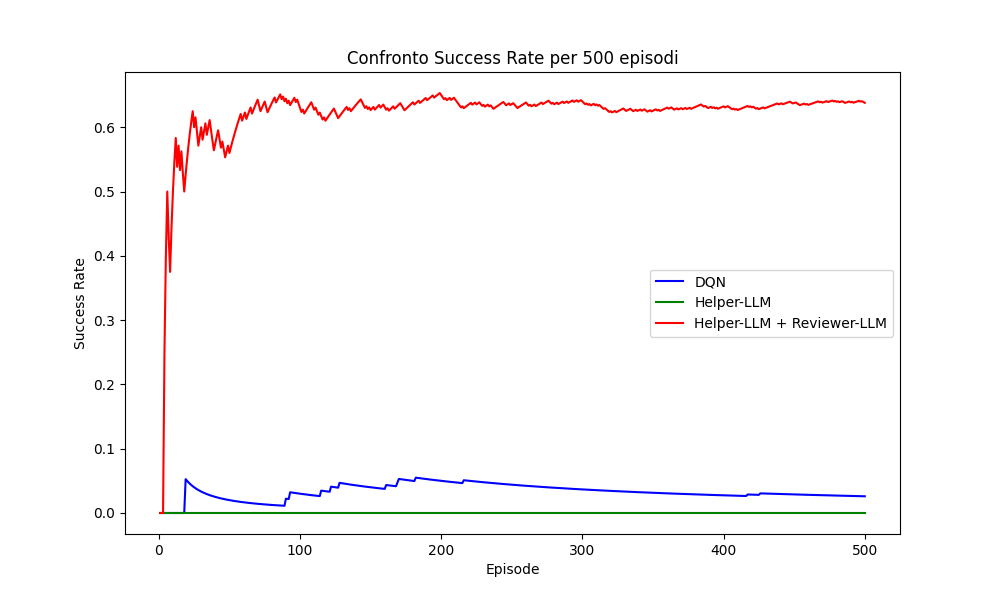 Confronto Success Rate per 500 episodi
Success Rate
0.6
0.5
0.4
0.3
0.2
0.1
0.0
DQN
Helper-LLM
Helper-LLM + Reviewer-LLM
0 100 200 300 400 500
Episode